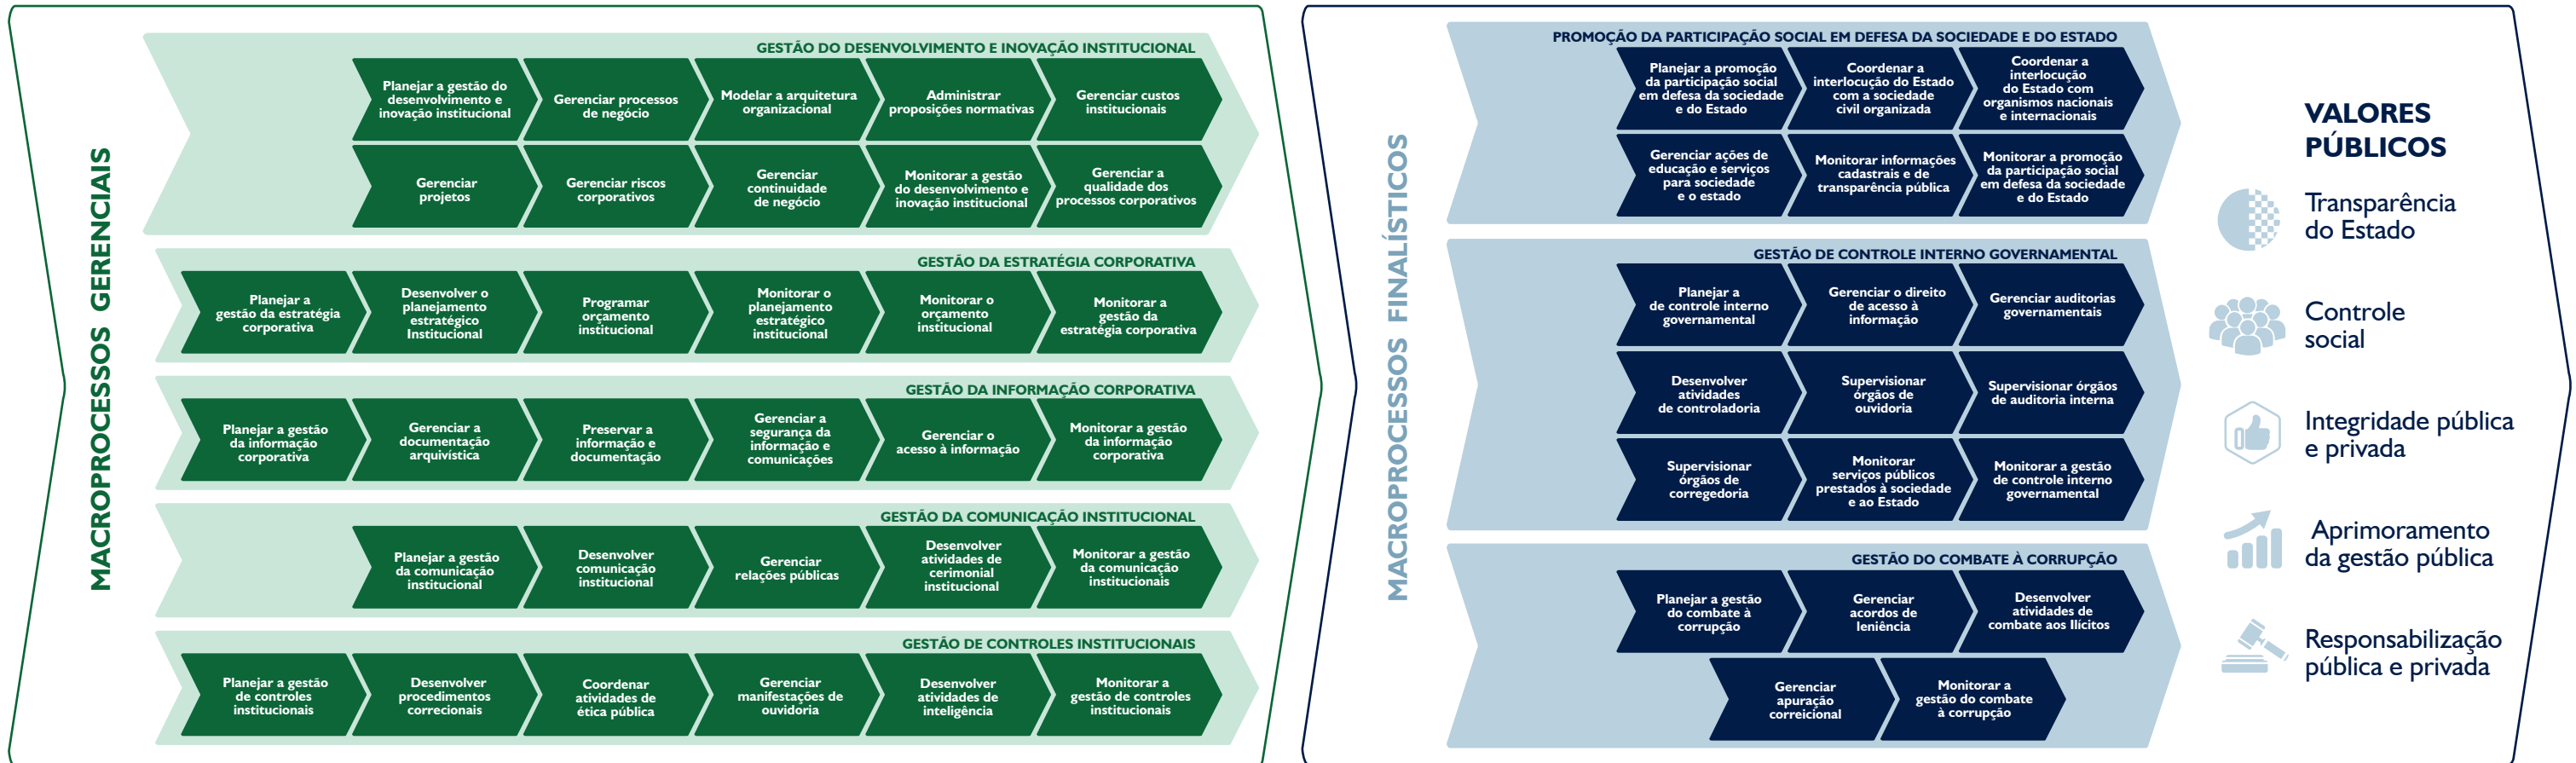 MACROPROCESSOS GERENCIAIS
GESTÃO DO DESENVOLVIMENTO E INOVAÇÃO INSTITUCIONAL
Planejar a gestão do
desenvolvimento e
inovação institucional
Gerenciar processos
de negócio
Modelar a arquitetura
organizacional
Administrar
proposições normativas
Gerenciar custos
institucionais
Gerenciar
projetos
Gerenciar riscos
corporativos
Gerenciar
continuidade
de negócio
Monitorar a gestão
do desenvolvimento e
inovação institucional
Gerenciar a
qualidade dos
processos corporativos
GESTÃO DA ESTRATÉGIA CORPORATIVA
Planejar a
gestão da estratégia
corporativa
Desenvolver o
planejamento
estratégico
Institucional
Programar
orçamento
institucional
Monitorar o
planejamento
estratégico
institucional
Monitorar o
orçamento
institucional
Monitorar a
gestão da
estratégia corporativa
GESTÃO DA INFORMAÇÃO CORPORATIVA
Planejar a gestão
da informação
corporativa
Gerenciar a
documentação
arquivística
Preservar a
informação e
documentação
Gerenciar a
segurança da
informação e
comunicações
Gerenciar o
acesso à informação
Monitorar a gestão
da informação
corporativa
GESTÃO DA COMUNICAÇÃO INSTITUCIONAL
Planejar a gestão
da comunicação
institucional
Desenvolver
comunicação
institucional
Gerenciar
relações públicas
Desenvolver
atividades de
cerimonial
institucional
Monitorar a gestão
da comunicação
institucionais
GESTÃO DE CONTROLES INSTITUCIONAIS
Planejar a gestão
de controles
institucionais
Desenvolver
procedimentos
correcionais
Coordenar
atividades de
ética pública
Gerenciar
manifestações de
ouvidoria
Desenvolver
atividades de
inteligência
Monitorar a
gestão de controles
institucionais
MACROPROCESSOS FINALÍSTICOS
PROMOÇÃO DA PARTICIPAÇÃO SOCIAL EM DEFESA DA SOCIEDADE E DO ESTADO
Planejar a promoção
da participação social
em defesa da sociedade
e do Estado
Coordenar a
interlocução do Estado
com a sociedade
civil organizada
Coordenar a
interlocução
do Estado com
organismos nacionais
e internacionais
Gerenciar ações de
educação e serviços
para sociedade
e o estado
Monitorar informações
cadastrais e de
transparência pública
Monitorar a promoção
da participação social
em defesa da sociedade
e do Estado
GESTÃO DE CONTROLE INTERNO GOVERNAMENTAL
Planejar a
de controle interno
governamental
Gerenciar o direito
de acesso à
informação
Gerenciar auditorias
governamentais
Desenvolver
atividades
de controladoria
Supervisionar
órgãos de
ouvidoria
Supervisionar órgãos
de auditoria interna
Supervisionar
órgãos de
corregedoria
Monitorar
serviços públicos
prestados à sociedade
e ao Estado
Monitorar a gestão
de controle interno
governamental
GESTÃO DO COMBATE À CORRUPÇÃO
Planejar a gestão
do combate à
corrupção
Gerenciar
acordos de
leniência
Desenvolver
atividades de
combate aos Ilícitos
Gerenciar
apuração
correicional
Monitorar a
gestão do combate
à corrupção
VALORES
PÚBLICOS
Transparência
do Estado
Controle
social
Integridade pública
e privada
Aprimoramento
da gestão pública
Responsabilização
pública e privada